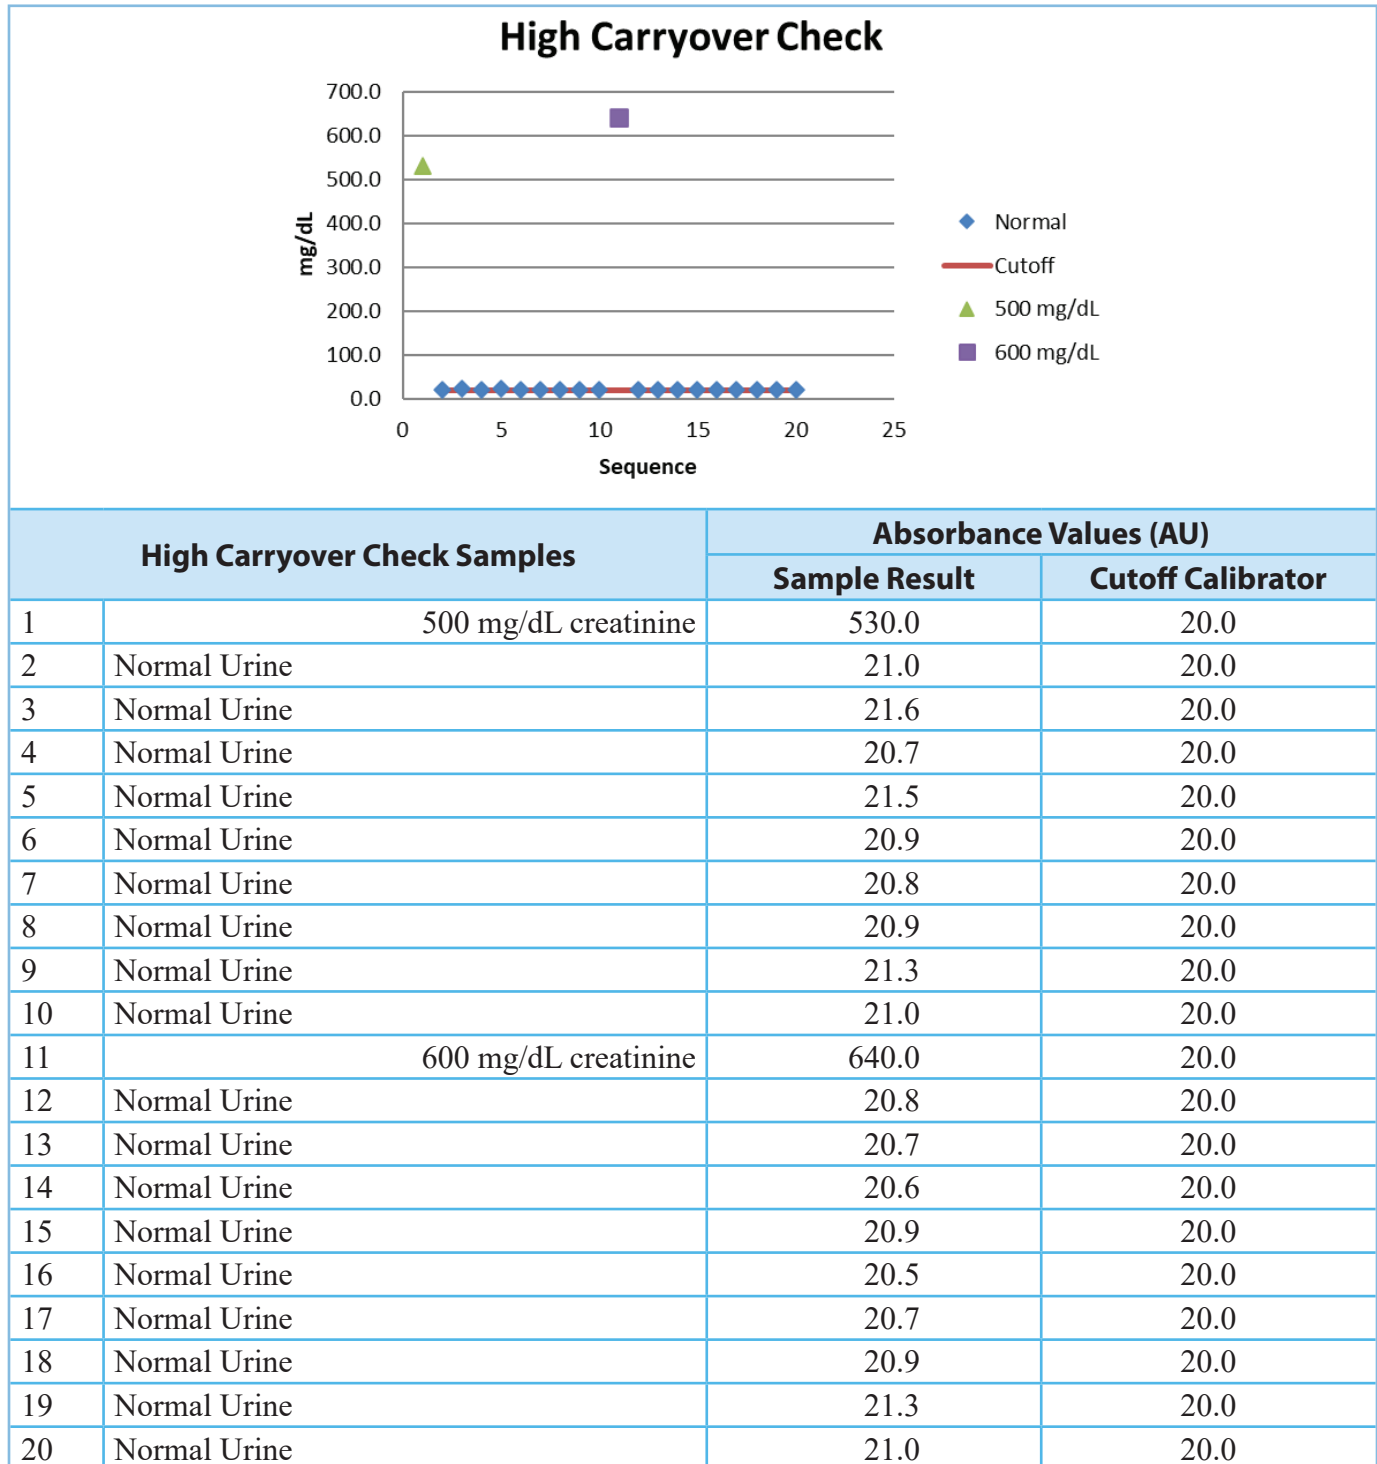 High Carryover Check
700.0
600.0
500.0
400.0
300.0
200.0
100.0
0.0
mg/dL
0 5 10 15 20 25
Sequence
Normal
Cutoff
500 mg/dL
600 mg/dL
High Carryover Check Samples Absorbance Values (AU)
Sample Result Cutoff Calibrator
1 500 mg/dL creatinine 530.0 20.0
2 Normal Urine 21.0 20.0
3 Normal Urine 21.6 20.0
4 Normal Urine 20.7 20.0
5 Normal Urine 21.5 20.0
6 Normal Urine 20.9 20.0
7 Normal Urine 20.8 20.0
8 Normal Urine 20.9 20.0
9 Normal Urine 21.3 20.0
10 Normal Urine 21.0 20.0
11 600 mg/dL creatinine 640.0 20.0
12 Normal Urine 20.8 20.0
13 Normal Urine 20.7 20.0
14 Normal Urine 20.6 20.0
15 Normal Urine 20.9 20.0
16 Normal Urine 20.5 20.0
17 Normal Urine 20.7 20.0
18 Normal Urine 20.9 20.0
19 Normal Urine 21.3 20.0
20 Normal Urine 21.0 20.0